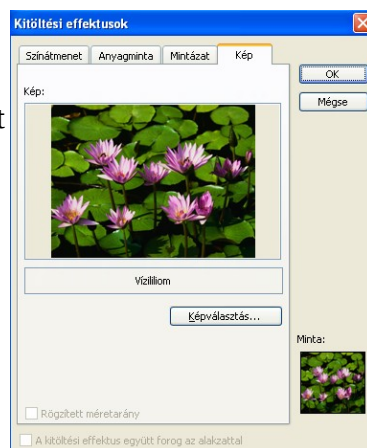 Kitöltési effektusok
Színátmenet Anyagminta Mintázat Kép
OK
Mégse
Kép:
t
Vízililiom
Képválasztás...
Minta:
Rögzített méretarány
A kitöltési effektus együtt forog az alakzattal